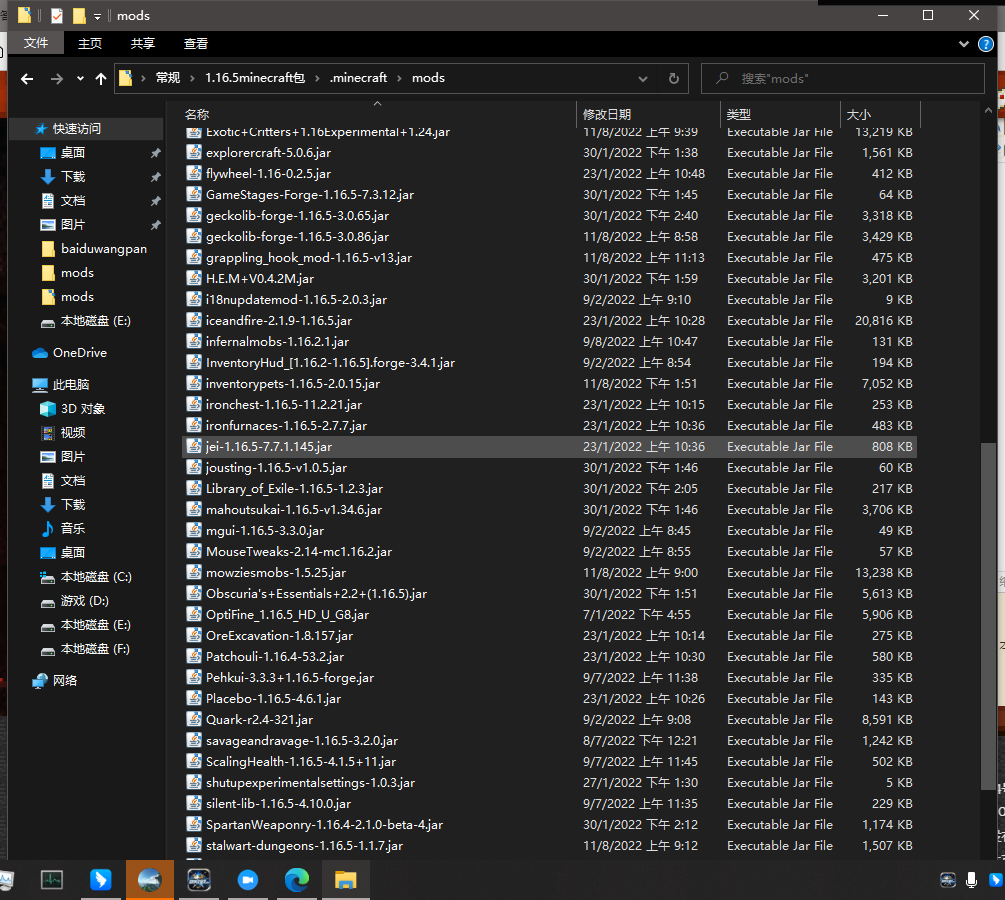 mods
文件 主页 共享 查看
常规 › 1.16.5minecraft包 › .minecraft › mods
搜索"mods"
名称 修改日期 类型 大小
Exotic+Critters+1.16Experimental+1.24.jar 11/8/2022 上午 9:39 Executable Jar File 13,219 KB
explorercraft-5.0.6.jar 30/1/2022 下午 1:38 Executable Jar File 1,561 KB
flywheel-1.16-0.2.5.jar 23/1/2022 上午 10:48 Executable Jar File 412 KB
GameStages-Forge-1.16.5-7.3.12.jar 30/1/2022 下午 1:45 Executable Jar File 64 KB
geckolib-forge-1.16.5-3.0.65.jar 30/1/2022 下午 2:40 Executable Jar File 3,318 KB
geckolib-forge-1.16.5-3.0.86.jar 11/8/2022 上午 8:58 Executable Jar File 3,429 KB
grappling_hook_mod-1.16.5-v13.jar 11/8/2022 上午 11:13 Executable Jar File 475 KB
H.E.M+V0.4.2M.jar 30/1/2022 下午 1:59 Executable Jar File 3,201 KB
i18nupdatemod-1.16.5-2.0.3.jar 9/2/2022 上午 9:10 Executable Jar File 9 KB
iceandfire-2.1.9-1.16.5.jar 23/1/2022 上午 10:28 Executable Jar File 20,816 KB
infernalmobs-1.16.2.1.jar 9/8/2022 上午 10:47 Executable Jar File 131 KB
InventoryHud_[1.16.2-1.16.5].forge-3.4.1.jar 9/2/2022 上午 8:54 Executable Jar File 194 KB
inventorypets-1.16.5-2.0.15.jar 11/8/2022 下午 1:51 Executable Jar File 7,052 KB
ironchest-1.16.5-11.2.21.jar 23/1/2022 上午 10:15 Executable Jar File 253 KB
ironfurnaces-1.16.5-2.7.7.jar 23/1/2022 上午 10:36 Executable Jar File 483 KB
jei-1.16.5-7.7.1.145.jar 23/1/2022 上午 10:36 Executable Jar File 808 KB
jousting-1.16.5-v1.0.5.jar 30/1/2022 下午 1:46 Executable Jar File 60 KB
Library_of_Exile-1.16.5-1.2.3.jar 30/1/2022 下午 2:05 Executable Jar File 217 KB
mahoutsukai-1.16.5-v1.34.6.jar 30/1/2022 下午 1:46 Executable Jar File 3,706 KB
mgui-1.16.5-3.3.0.jar 9/2/2022 上午 8:45 Executable Jar File 49 KB
MouseTweaks-2.14-mc1.16.2.jar 9/2/2022 上午 8:55 Executable Jar File 57 KB
mowziesmobs-1.5.25.jar 11/8/2022 上午 9:00 Executable Jar File 13,238 KB
Obscuria's+Essentials+2.2+(1.16.5).jar 30/1/2022 下午 1:51 Executable Jar File 5,613 KB
OptiFine_1.16.5_HD_U_G8.jar 7/1/2022 下午 4:55 Executable Jar File 5,906 KB
OreExcavation-1.8.157.jar 23/1/2022 上午 10:14 Executable Jar File 275 KB
Patchouli-1.16.4-53.2.jar 23/1/2022 上午 10:30 Executable Jar File 580 KB
Pehkui-3.3.3+1.16.5-forge.jar 9/7/2022 上午 11:38 Executable Jar File 335 KB
Placebo-1.16.5-4.6.1.jar 23/1/2022 上午 10:26 Executable Jar File 143 KB
Quark-r2.4-321.jar 9/2/2022 上午 9:08 Executable Jar File 8,591 KB
savageandravage-1.16.5-3.2.0.jar 8/7/2022 下午 12:21 Executable Jar File 1,242 KB
ScalingHealth-1.16.5-4.1.5+11.jar 9/7/2022 上午 11:45 Executable Jar File 502 KB
shutupexperimentalsettings-1.0.3.jar 27/1/2022 下午 1:30 Executable Jar File 5 KB
silent-lib-1.16.5-4.10.0.jar 9/7/2022 上午 11:35 Executable Jar File 229 KB
SpartanWeaponry-1.16.4-2.1.0-beta-4.jar 30/1/2022 下午 2:12 Executable Jar File 1,174 KB
stalwart-dungeons-1.16.5-1.1.7.jar 11/8/2022 上午 9:12 Executable Jar File 1,507 KB
快速访问
桌面
下载
文档
图片
baiduwangpan
mods
mods
本地磁盘 (E:)
OneDrive
此电脑
3D 对象
视频
图片
文档
下载
音乐
桌面
本地磁盘 (C:)
游戏 (D:)
本地磁盘 (E:)
本地磁盘 (F:)
网络